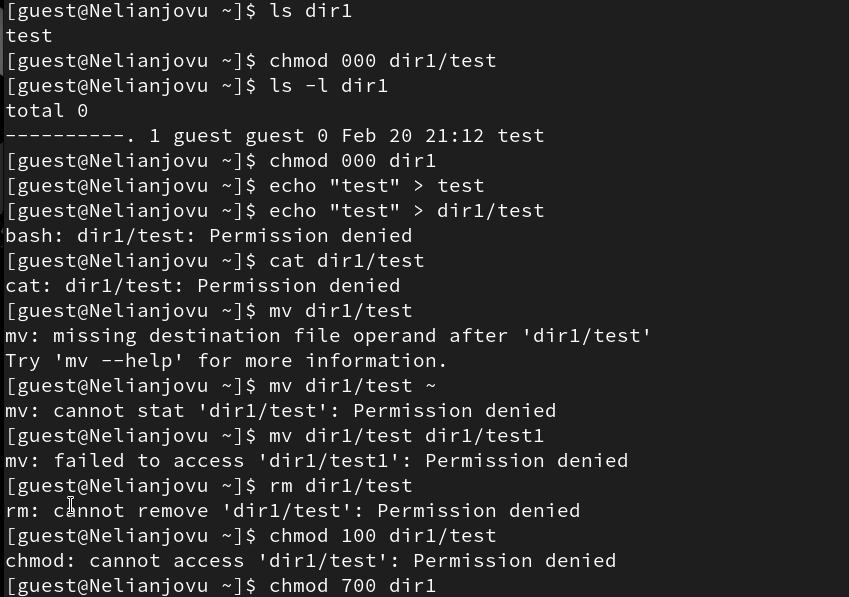 [guest@Nelianjovu ~]$ ls dir1
test
[guest@Nelianjovu ~]$ chmod 000 dir1/test
[guest@Nelianjovu ~]$ ls -l dir1
total 0
----------. 1 guest guest 0 Feb 20 21:12 test
[guest@Nelianjovu ~]$ chmod 000 dir1
[guest@Nelianjovu ~]$ echo "test" > test
[guest@Nelianjovu ~]$ echo "test" > dir1/test
bash: dir1/test: Permission denied
[guest@Nelianjovu ~]$ cat dir1/test
cat: dir1/test: Permission denied
[guest@Nelianjovu ~]$ mv dir1/test
mv: missing destination file operand after 'dir1/test'
Try 'mv --help' for more information.
[guest@Nelianjovu ~]$ mv dir1/test ~
mv: cannot stat 'dir1/test': Permission denied
[guest@Nelianjovu ~]$ mv dir1/test dir1/test1
mv: failed to access 'dir1/test1': Permission denied
[guest@Nelianjovu ~]$ rm dir1/test
rm: cannot remove 'dir1/test': Permission denied
[guest@Nelianjovu ~]$ chmod 100 dir1/test
chmod: cannot access 'dir1/test': Permission denied
[guest@Nelianjovu ~]$ chmod 700 dir1